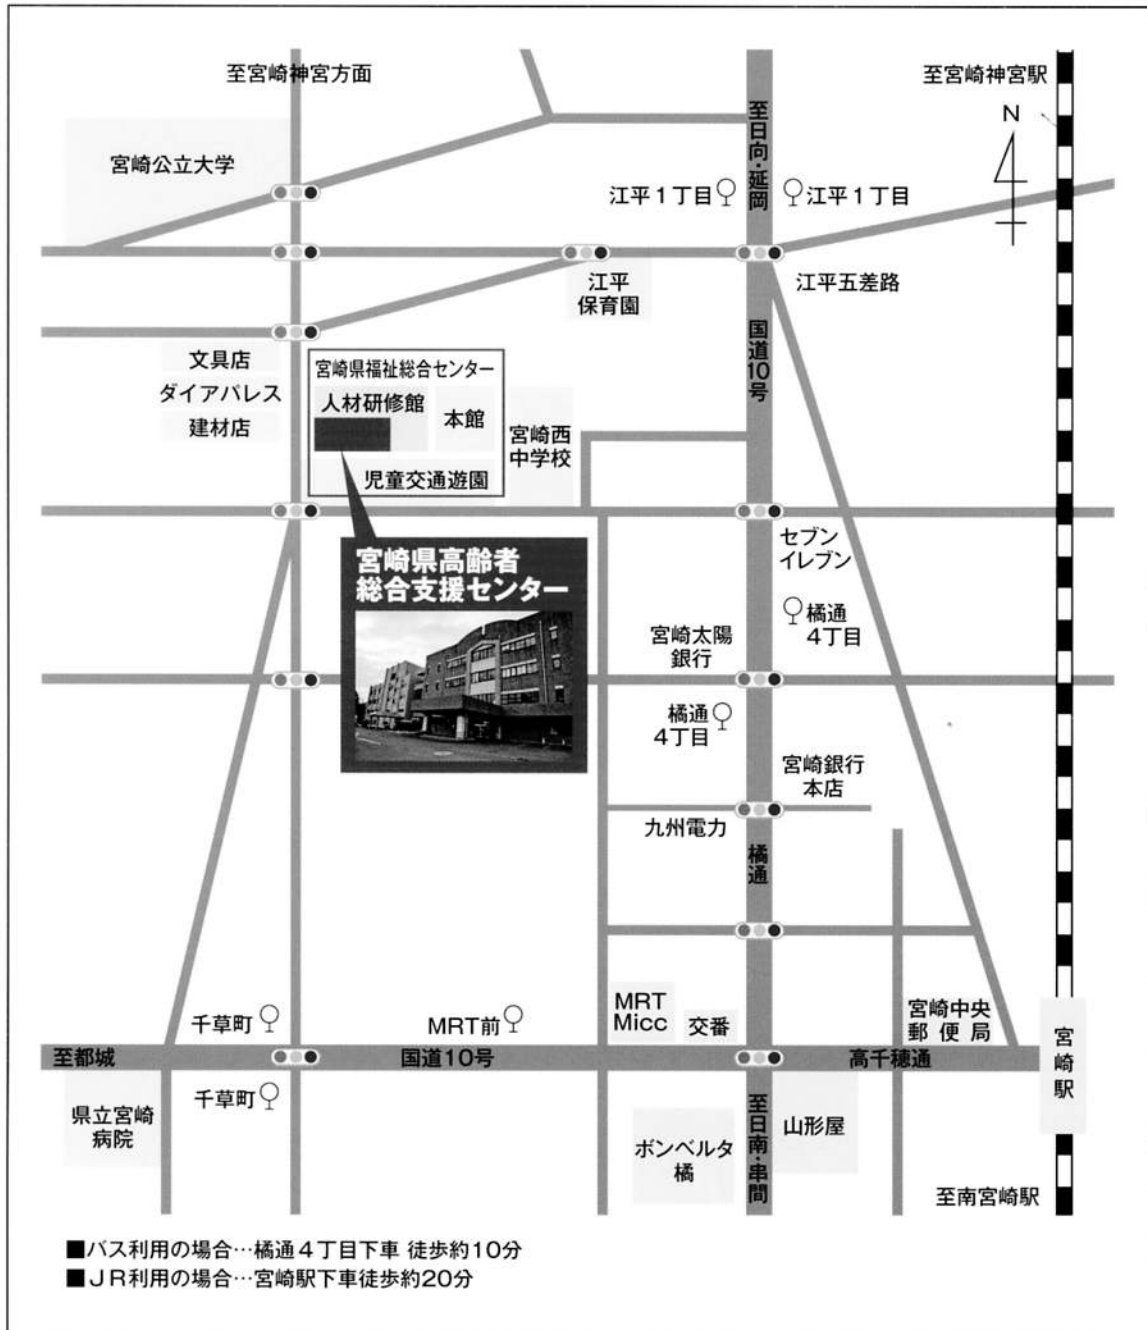 至宮崎神宮方面
至宮崎神宮駅
N
宮崎公立大学
至日向・延岡
江平1丁目
江平1丁目
江平
保育園
江平五差路
国道10号
文具店
ダイアパレス
建材店
宮崎県福祉総合センター
人材研修館
本館
児童交通遊園
宮崎西
中学校
宮崎県高齢者
総合支援センター
セブン
イレブン
橘通
4丁目
宮崎太陽
銀行
橘通
4丁目
宮崎銀行
本店
九州電力
橘通
千草町
MRT前
MRT
Micc
交番
宮崎中央
郵便局
宮崎駅
至都城
国道10号
高千穂通
千草町
県立宮崎
病院
至日南・串間
山形屋
ボンベルタ
橘
至南宮崎駅
■バス利用の場合…橘通4丁目下車 徒歩約10分
■JR利用の場合…宮崎駅下車徒歩約20分